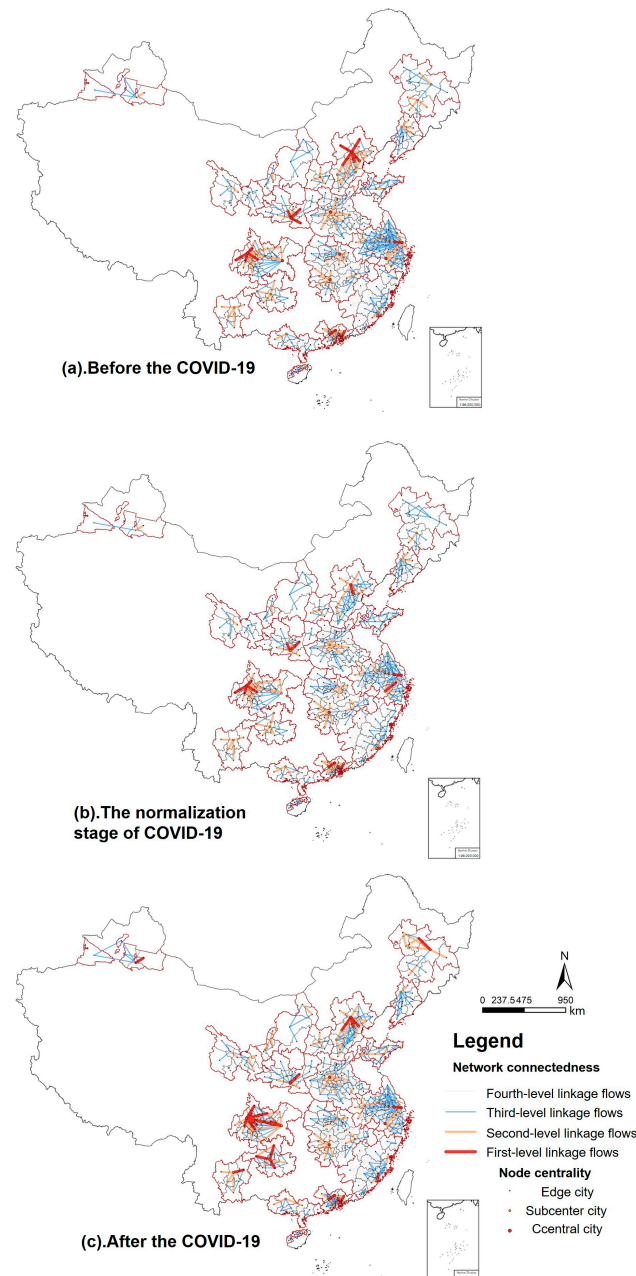 (a).Before the COVID-19
(b).The normalization
stage of COVID-19
N
0 237.5475 950
km
Legend
Network connectedness
Fourth-level linkage flows
Third-level linkage flows
Second-level linkage flows
First-level linkage flows
Node centrality
Edge city
Subcenter city
Ccentral city
(c).After the COVID-19